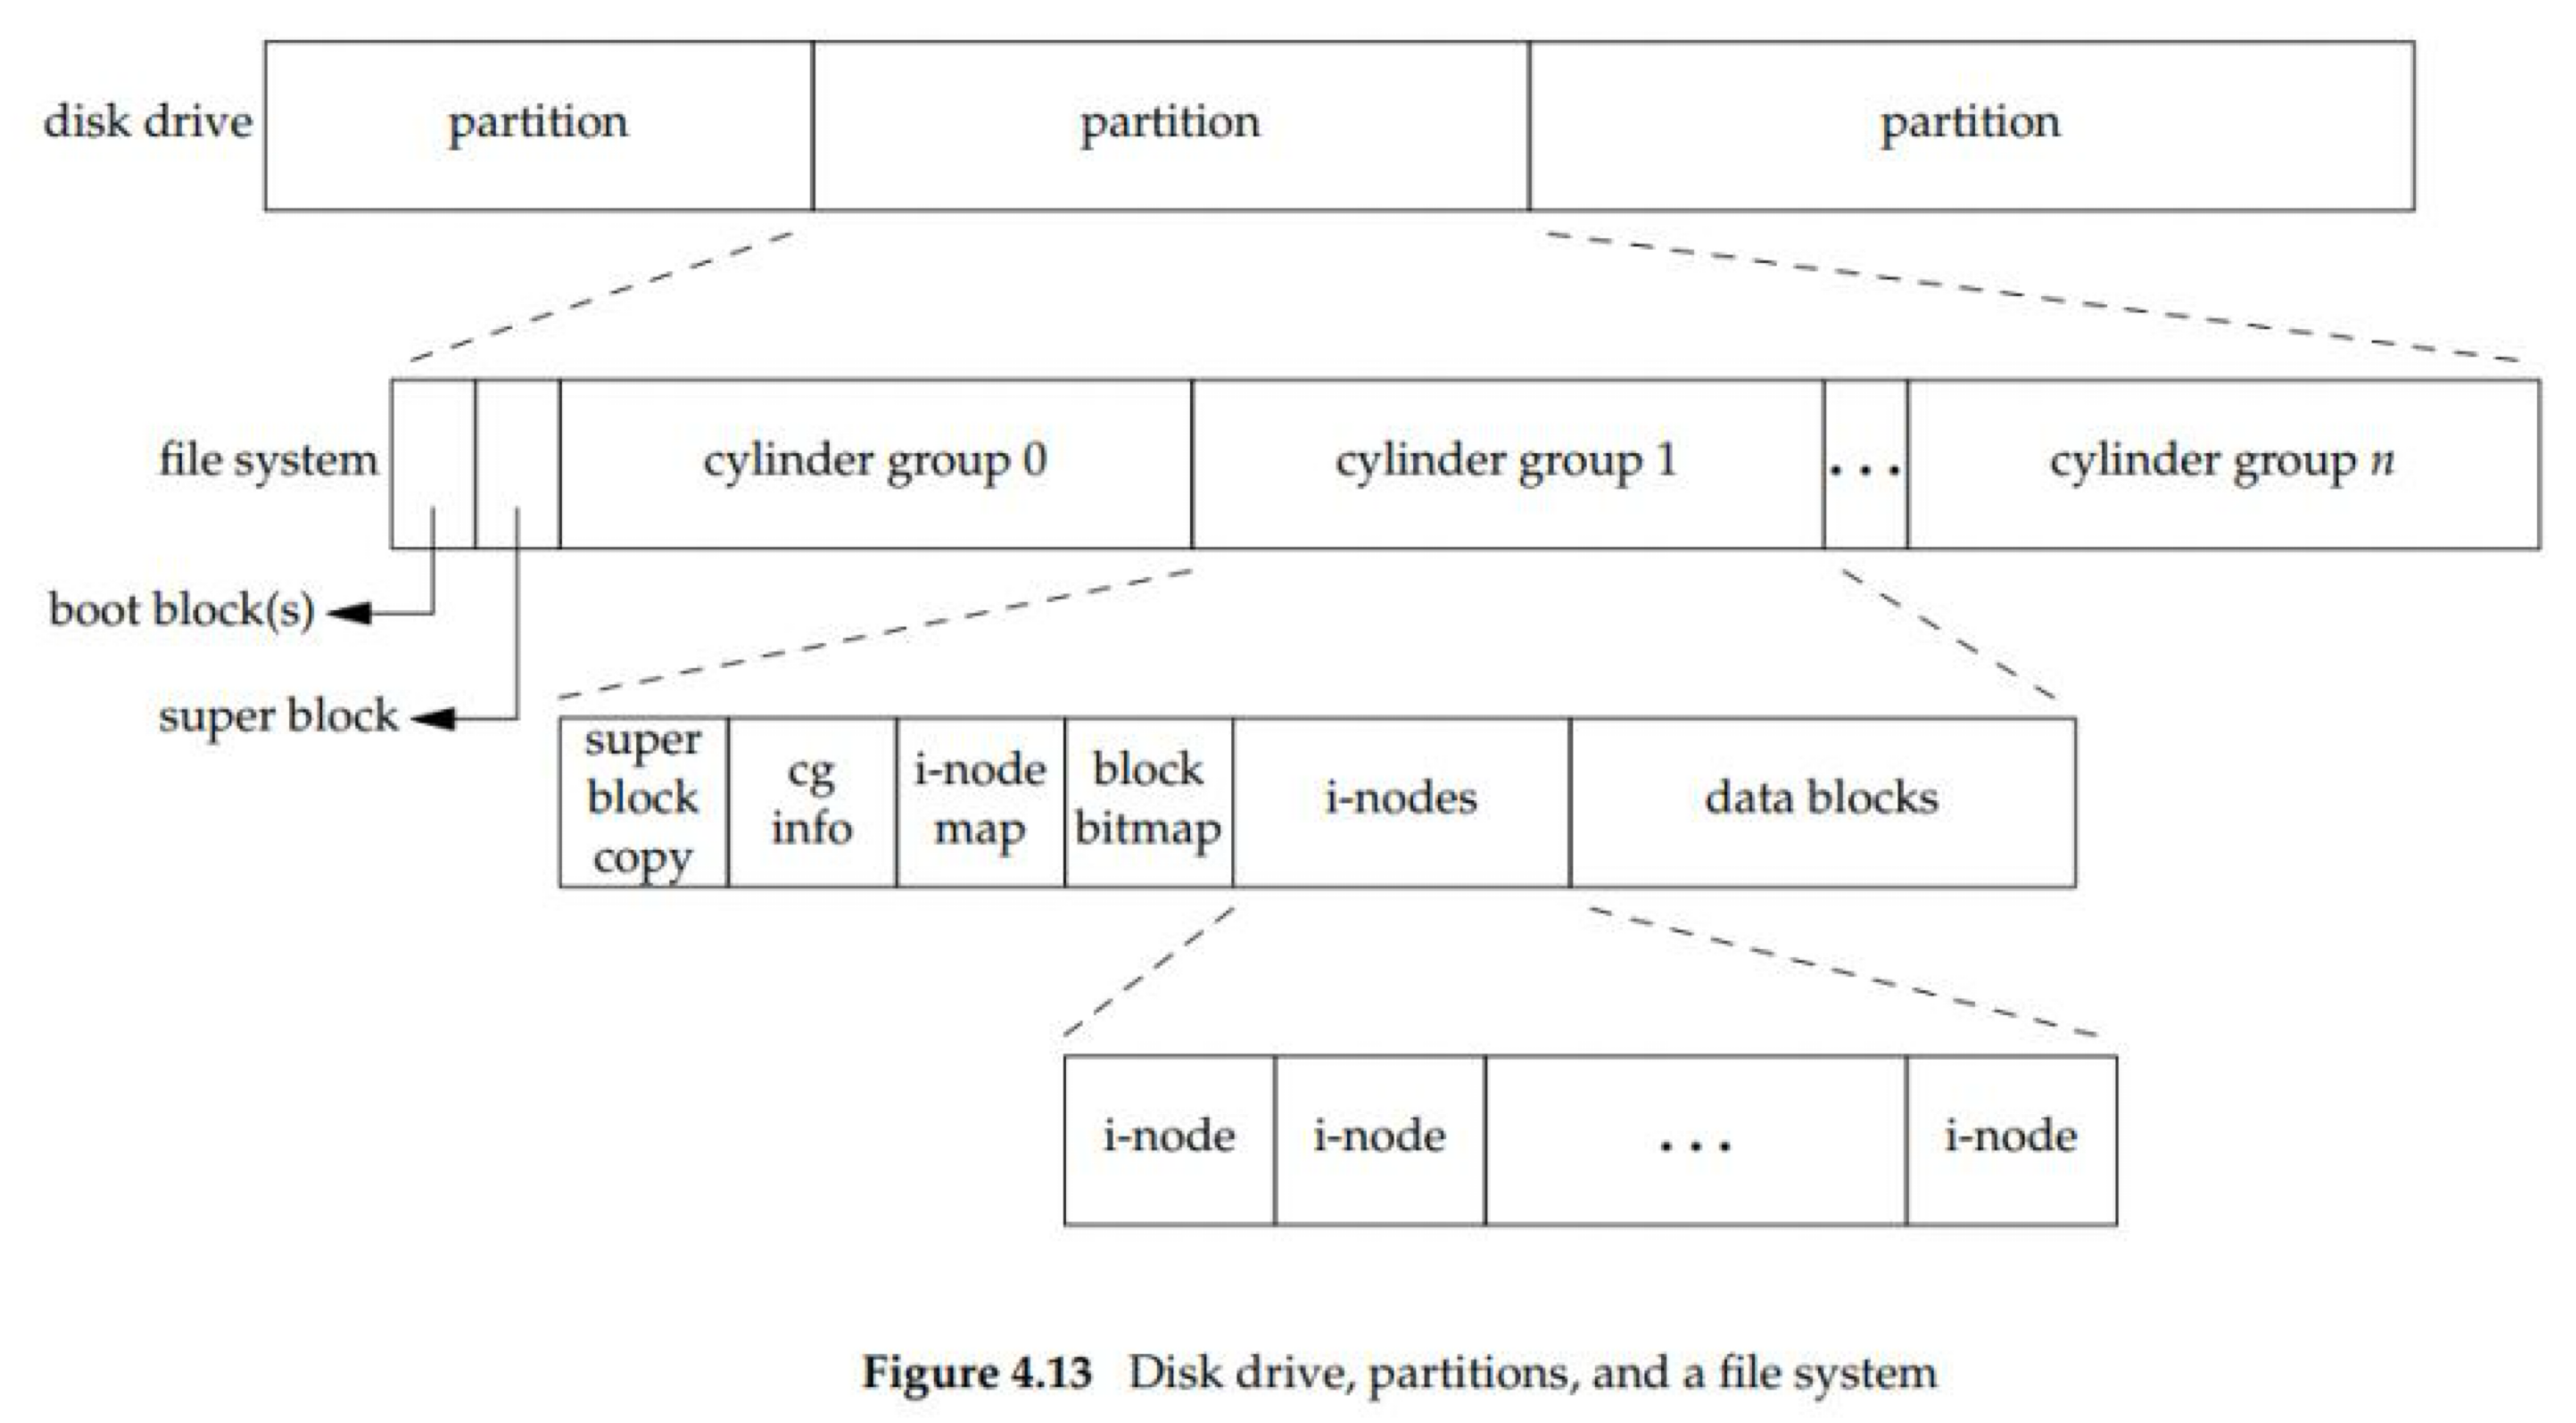 disk drive
partition
partition
partition
file system
cylinder group 0
cylinder group 1
...
cylinder group n
boot block(s)
super block
super
block
copy
cg
info
i-node
map
block
bitmap
i-nodes
data blocks
i-node
i-node
...
i-node
Figure 4.13 Disk drive, partitions, and a file system